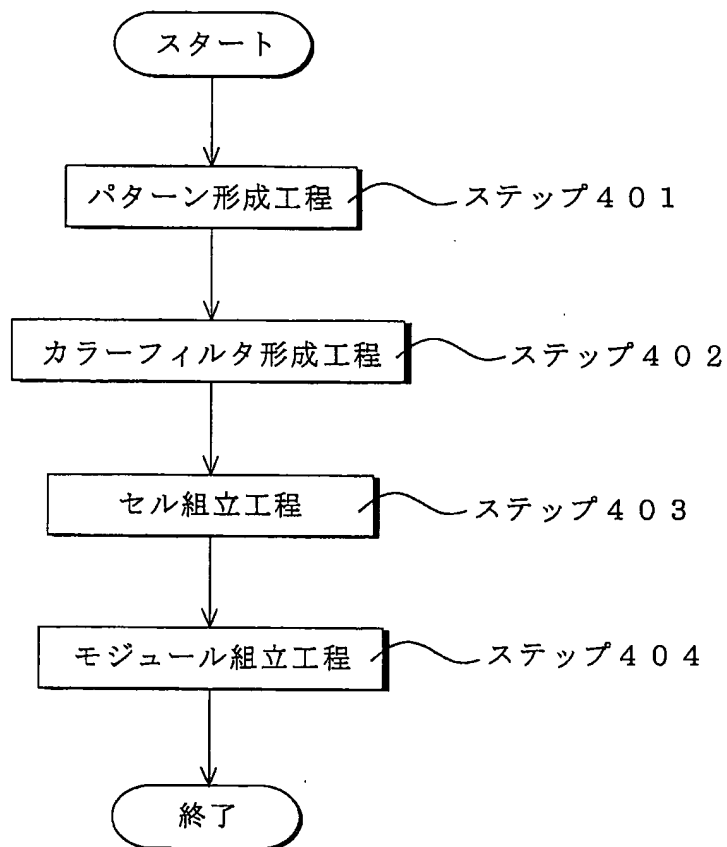 スタート
パターン形成工程
ステップ401
カラーフィルタ形成工程
ステップ402
セル組立工程
ステップ403
モジュール組立工程
ステップ404
終了